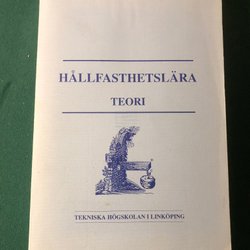 HÅLLFASTHETSLÄRA
TEORI
TEKNISKA HÖGSKOLAN I LINKÖPING